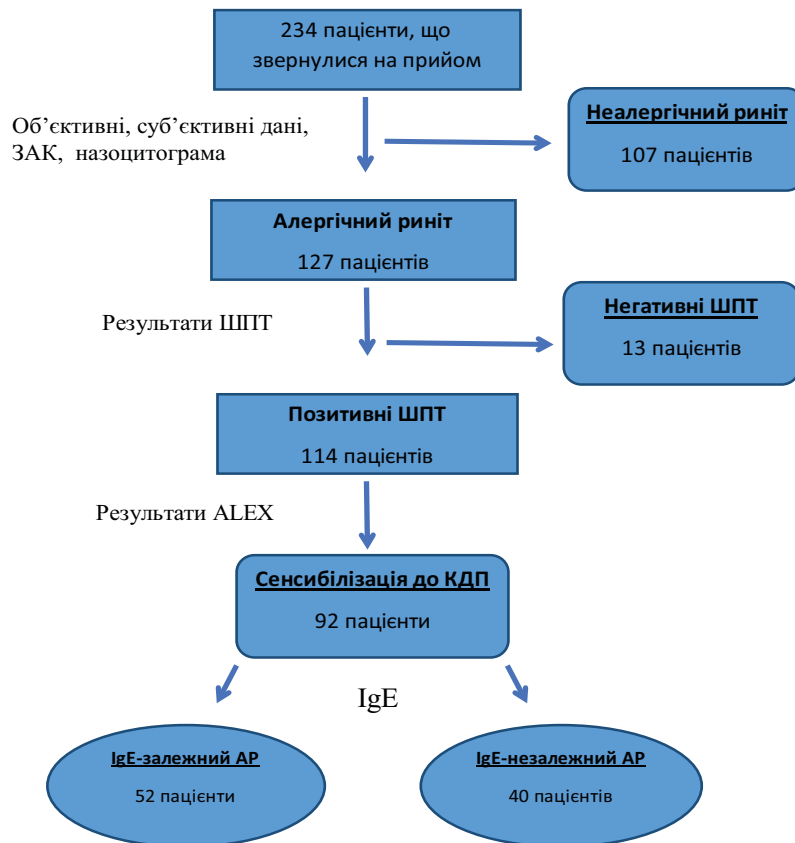 234 пацієнти, що
звернулися на прийом
Об’єктивні, суб’єктивні дані,
ЗАК, назоцитограма
Неалергічний риніт
107 пацієнтів
Алергічний риніт
127 пацієнтів
Результати ШПТ
Негативні ШПТ
13 пацієнтів
Позитивні ШПТ
114 пацієнтів
Результати ALEX
Сенсибілізація до КДП
92 пацієнти
IgE
IgE-залежний АР
52 пацієнти
IgE-незалежний АР
40 пацієнтів